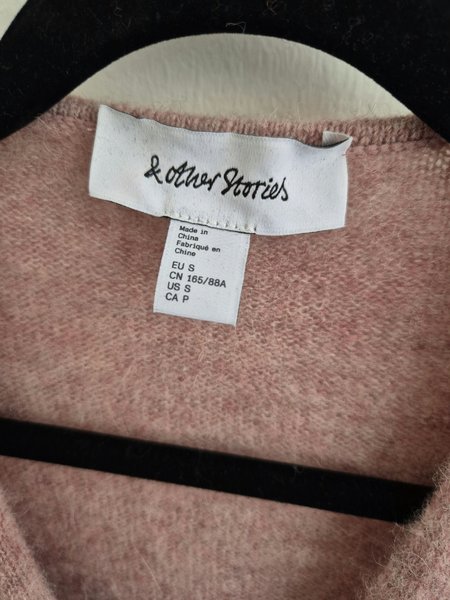 & other Stories
Made in
China
Fabriqué en
Chine
EU S
CN 165/88A
US S
CA P